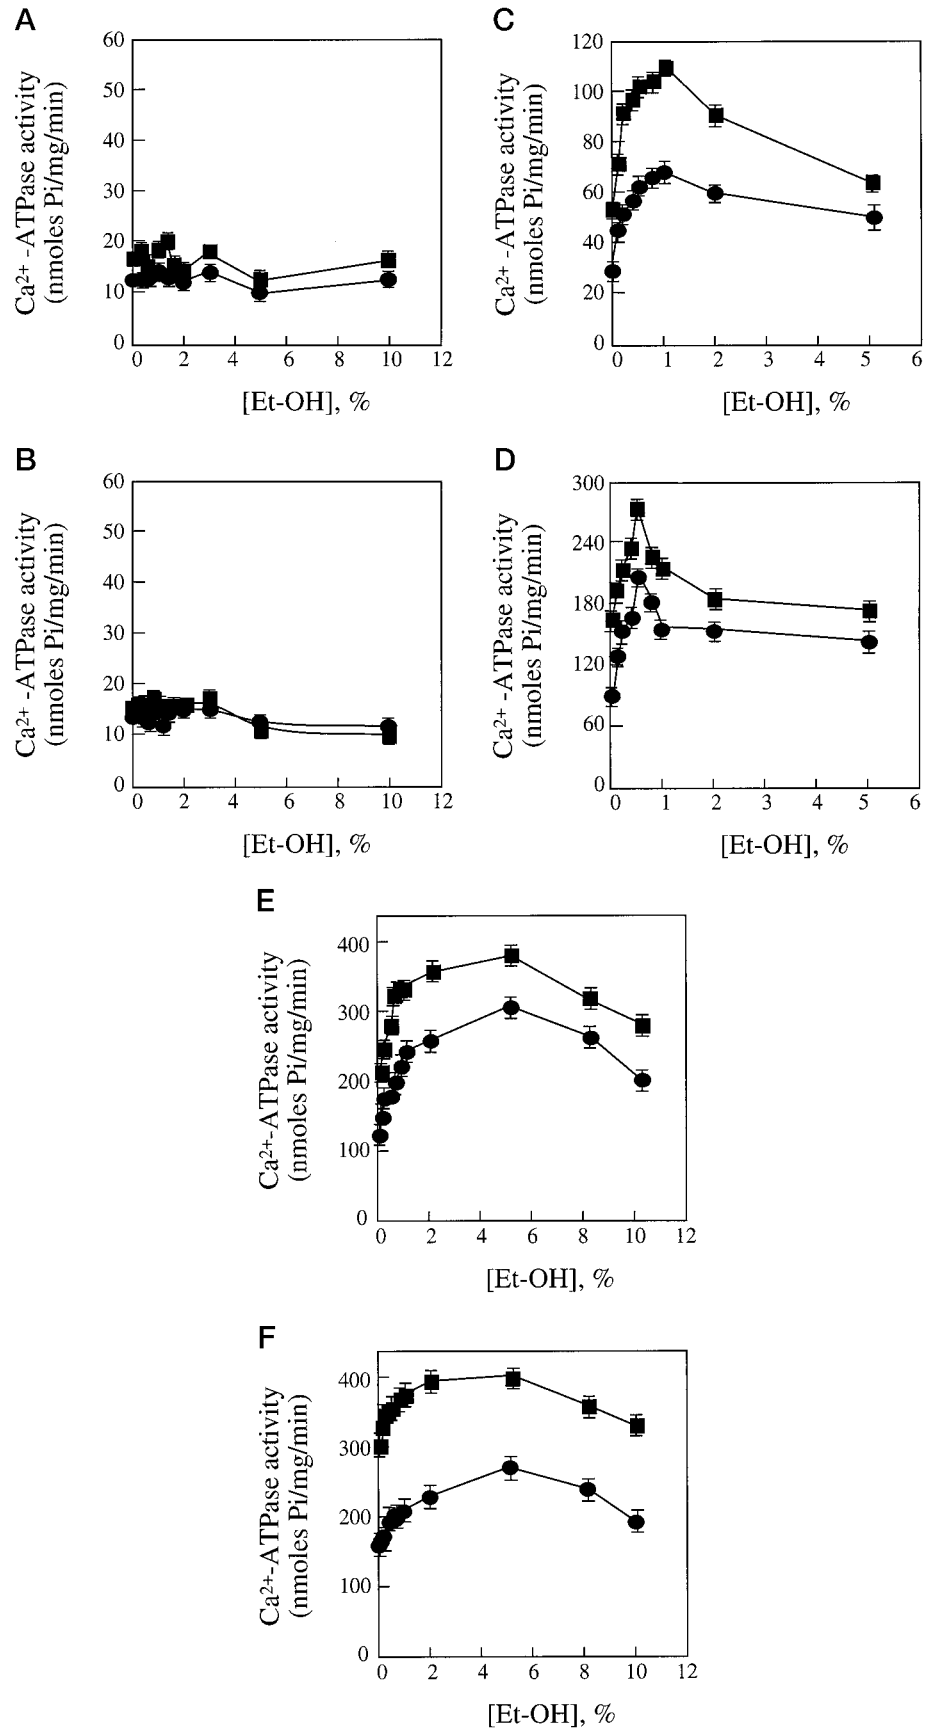 A
60
50
40
30
20
10
0
Ca2+ -ATPase activity
(nmoles Pi/mg/min)
0 2 4 6 8 10 12
[Et-OH], %
C
120
100
80
60
40
20
0
Ca2+ -ATPase activity
(nmoles Pi/mg/min)
0 1 2 3 4 5 6
[Et-OH], %
B
60
50
40
30
20
10
0
Ca2+ -ATPase activity
(nmoles Pi/mg/min)
0 2 4 6 8 10 12
[Et-OH], %
D
300
240
180
120
60
0
Ca2+ -ATPase activity
(nmoles Pi/mg/min)
0 1 2 3 4 5 6
[Et-OH], %
E
400
300
200
100
0
Ca2+-ATPase activity
(nmoles Pi/mg/min)
0 2 4 6 8 10 12
[Et-OH], %
F
400
300
200
100
0
Ca2+-ATPase activity
(nmoles Pi/mg/min)
0 2 4 6 8 10 12
[Et-OH], %